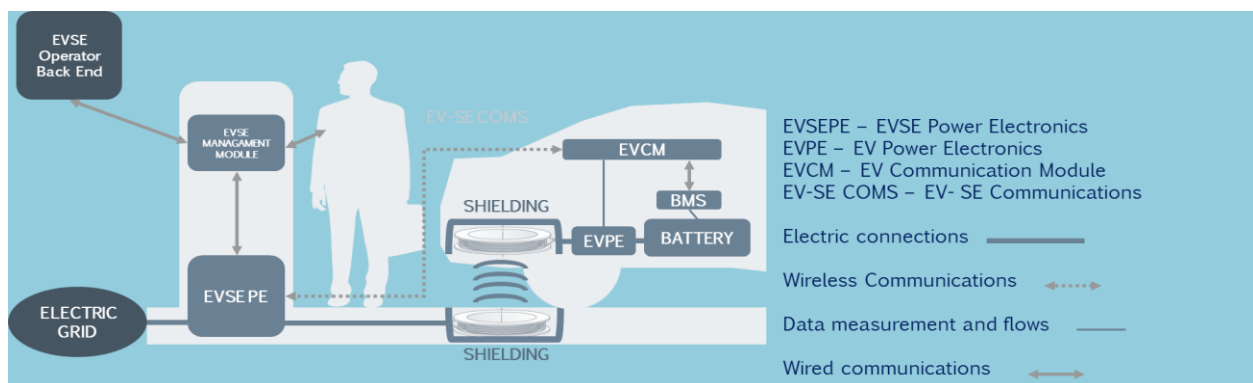 EVSE
Operator
Back End
EVSE
MANAGAMENT
MODULE
EV-SE COMS
EVCM
BMS
SHIELDING
EVPE
BATTERY
EVSE PE
ELECTRIC
GRID
SHIELDING
EVSEPE – EVSE Power Electronics
EVPE – EV Power Electronics
EVCM – EV Communication Module
EV-SE COMS – EV- SE Communications
Electric connections
Wireless Communications
Data measurement and flows
Wired communications